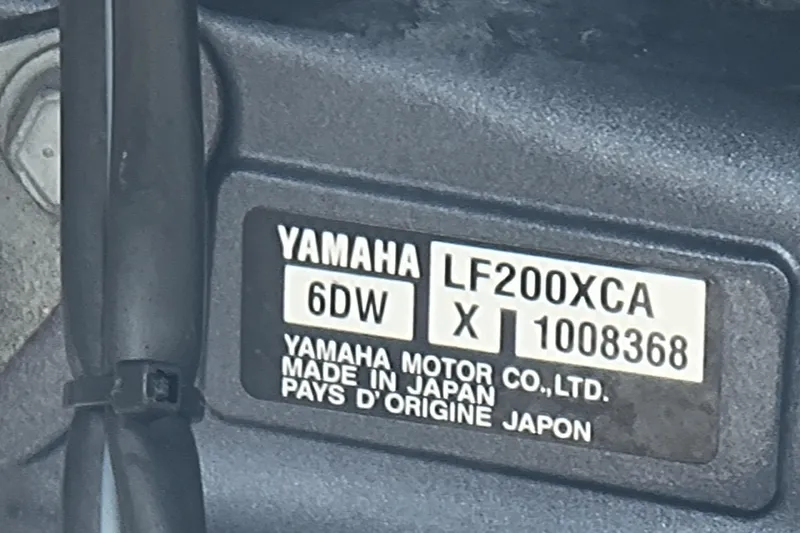 YAMAHA LF200XCA
6DW X 1008368
YAMAHA MOTOR CO.,LTD.
MADE IN JAPAN
PAYS D'ORIGINE JAPON